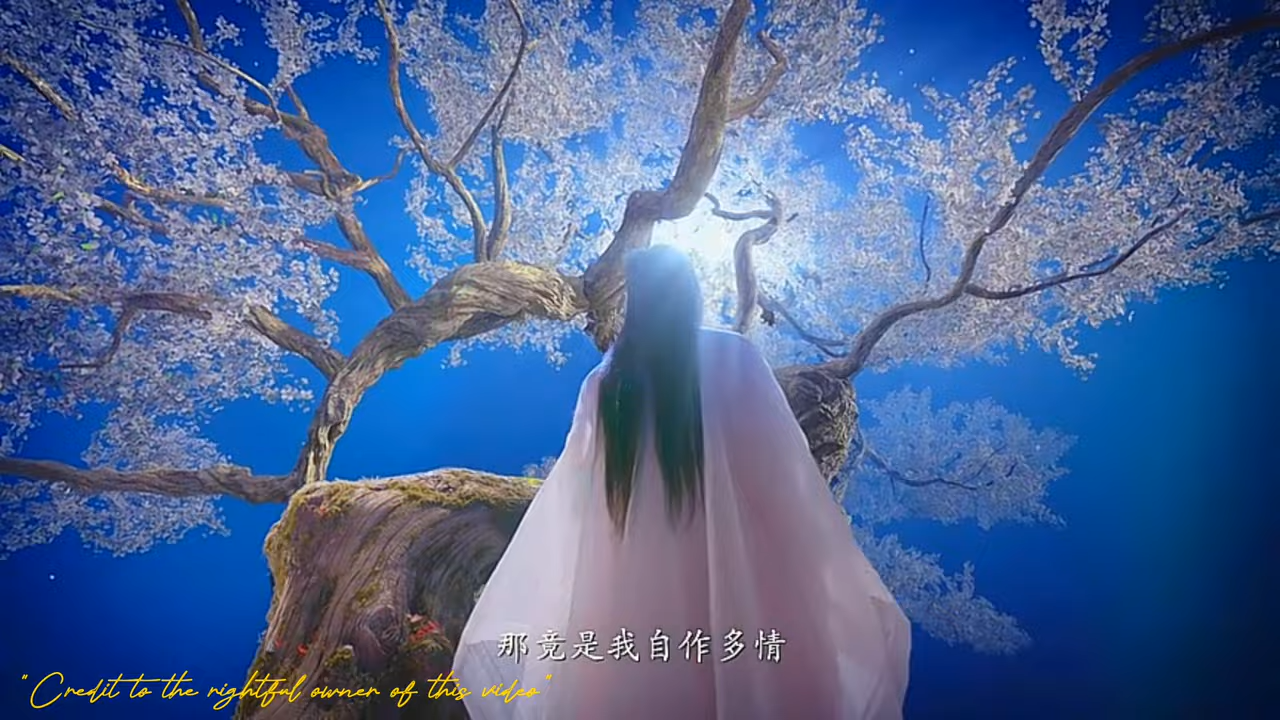 那竟是我自作多情
"Credit to the rightful owner of this video"